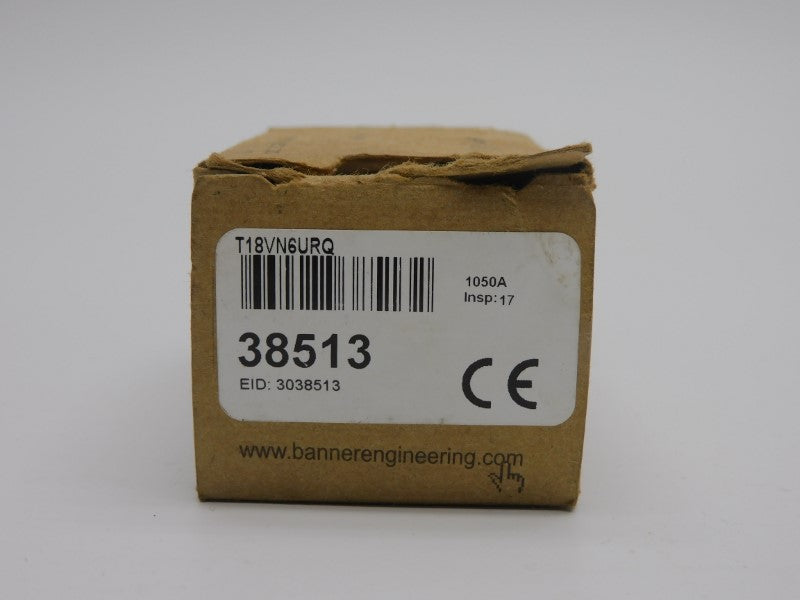 T18VN6URQ
1050A
Insp: 17
38513
EID: 3038513
CE
www.bannerengineering.com